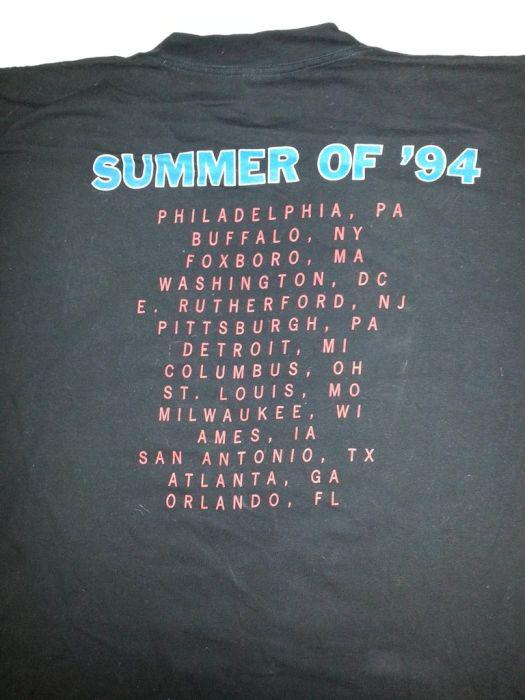 SUMMER OF '94
PHILADELPHIA, PA
BUFFALO, NY
FOXBORO, MA
WASHINGTON, DC
E. RUTHERFORD, NJ
PITTSBURGH, PA
DETROIT, MI
COLUMBUS, OH
ST. LOUIS, MO
MILWAUKEE, WI
AMES, IA
SAN ANTONIO, TX
ATLANTA, GA
ORLANDO, FL